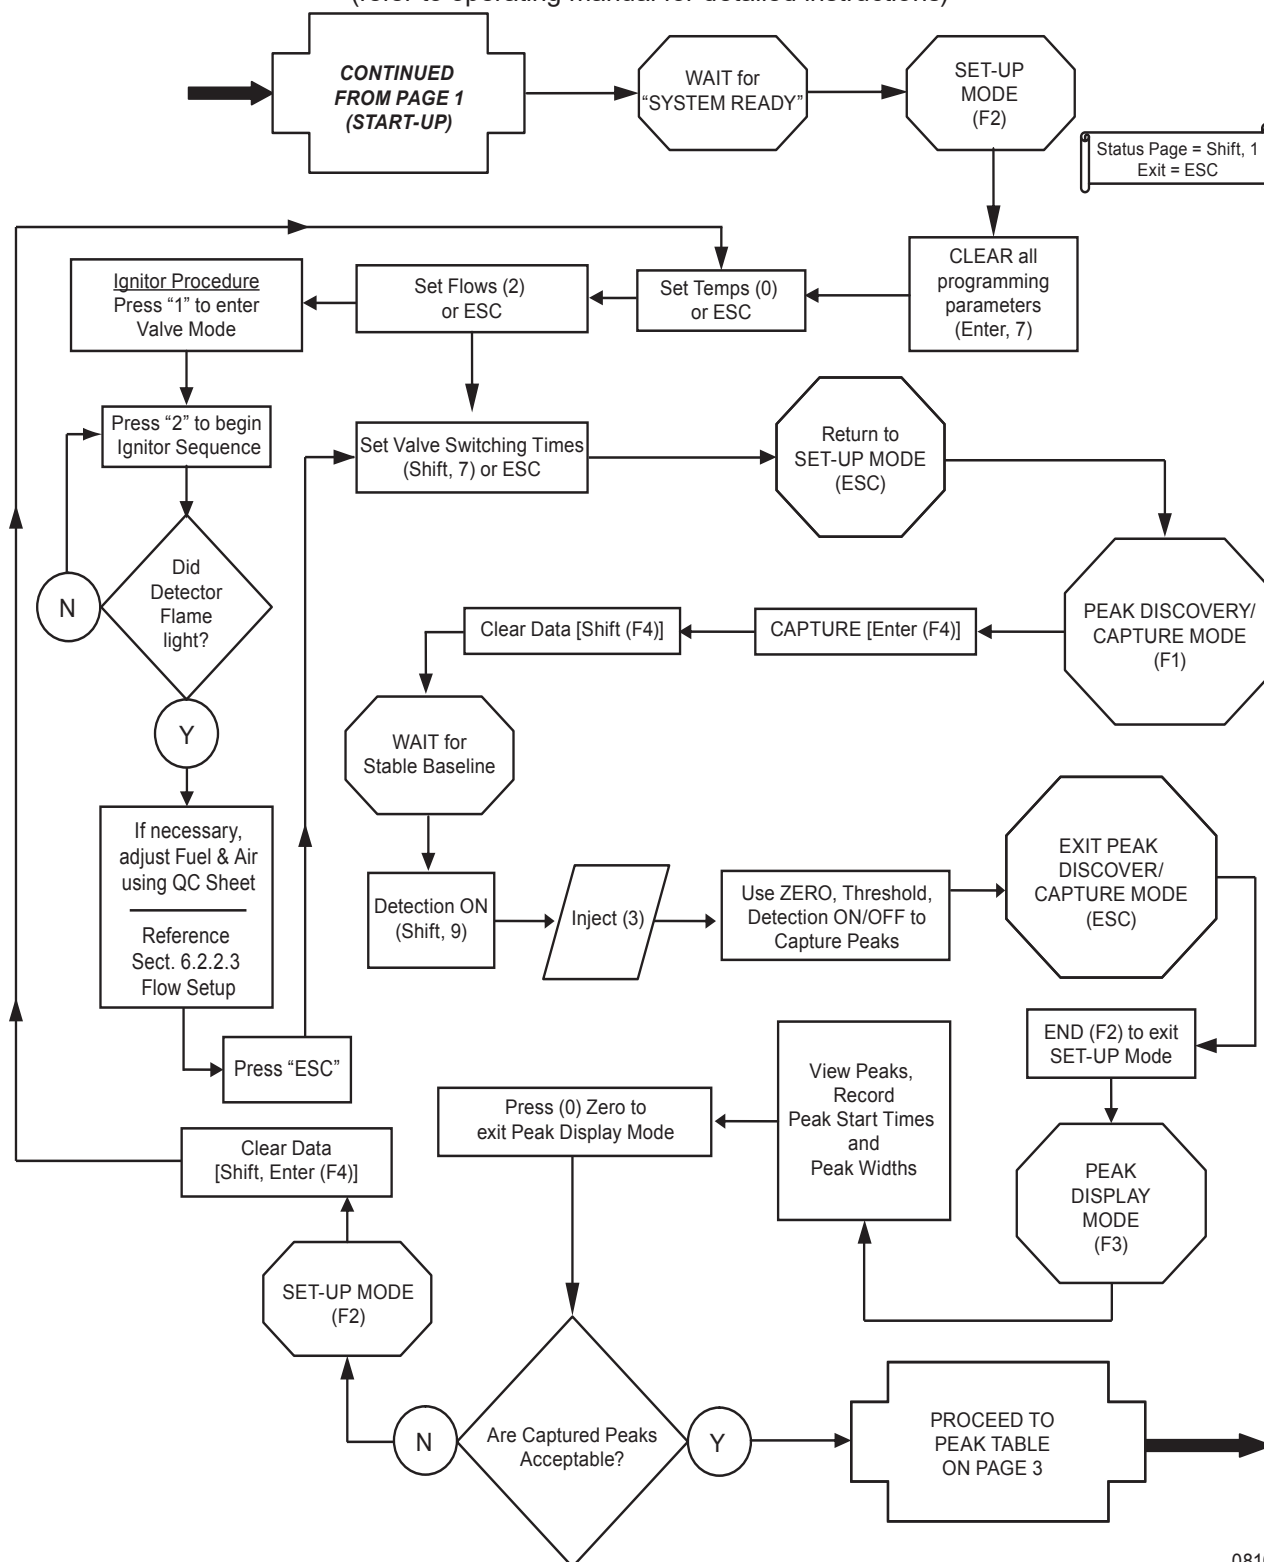 (refer to operating manual for detailed instructions)
CONTINUED
FROM PAGE 1
(START-UP)
WAIT for
“SYSTEM READY”
SET-UP
MODE
(F2)
Status Page = Shift, 1
Exit = ESC
Ignitor Procedure
Press “1” to enter
Valve Mode
Set Flows (2)
or ESC
Set Temps (0)
or ESC
CLEAR all
programming
parameters
(Enter, 7)
Press “2” to begin
Ignitor Sequence
Set Valve Switching Times
(Shift, 7) or ESC
Return to
SET-UP MODE
(ESC)
Did
Detector
Flame
light?
N
Y
PEAK DISCOVERY/
CAPTURE MODE
(F1)
CAPTURE [Enter (F4)]
Clear Data [Shift (F4)]
WAIT for
Stable Baseline
If necessary,
adjust Fuel & Air
using QC Sheet
Reference
Sect. 6.2.2.3
Flow Setup
Detection ON
(Shift, 9)
Inject (3)
Use ZERO, Threshold,
Detection ON/OFF to
Capture Peaks
EXIT PEAK
DISCOVER/
CAPTURE MODE
(ESC)
Press “ESC”
END (F2) to exit
SET-UP Mode
View Peaks,
Record
Peak Start Times
and
Peak Widths
Press (0) Zero to
exit Peak Display Mode
PEAK
DISPLAY
MODE
(F3)
Clear Data
[Shift, Enter (F4)]
SET-UP MODE
(F2)
N
Are Captured Peaks
Acceptable?
Y
PROCEED TO
PEAK TABLE
ON PAGE 3